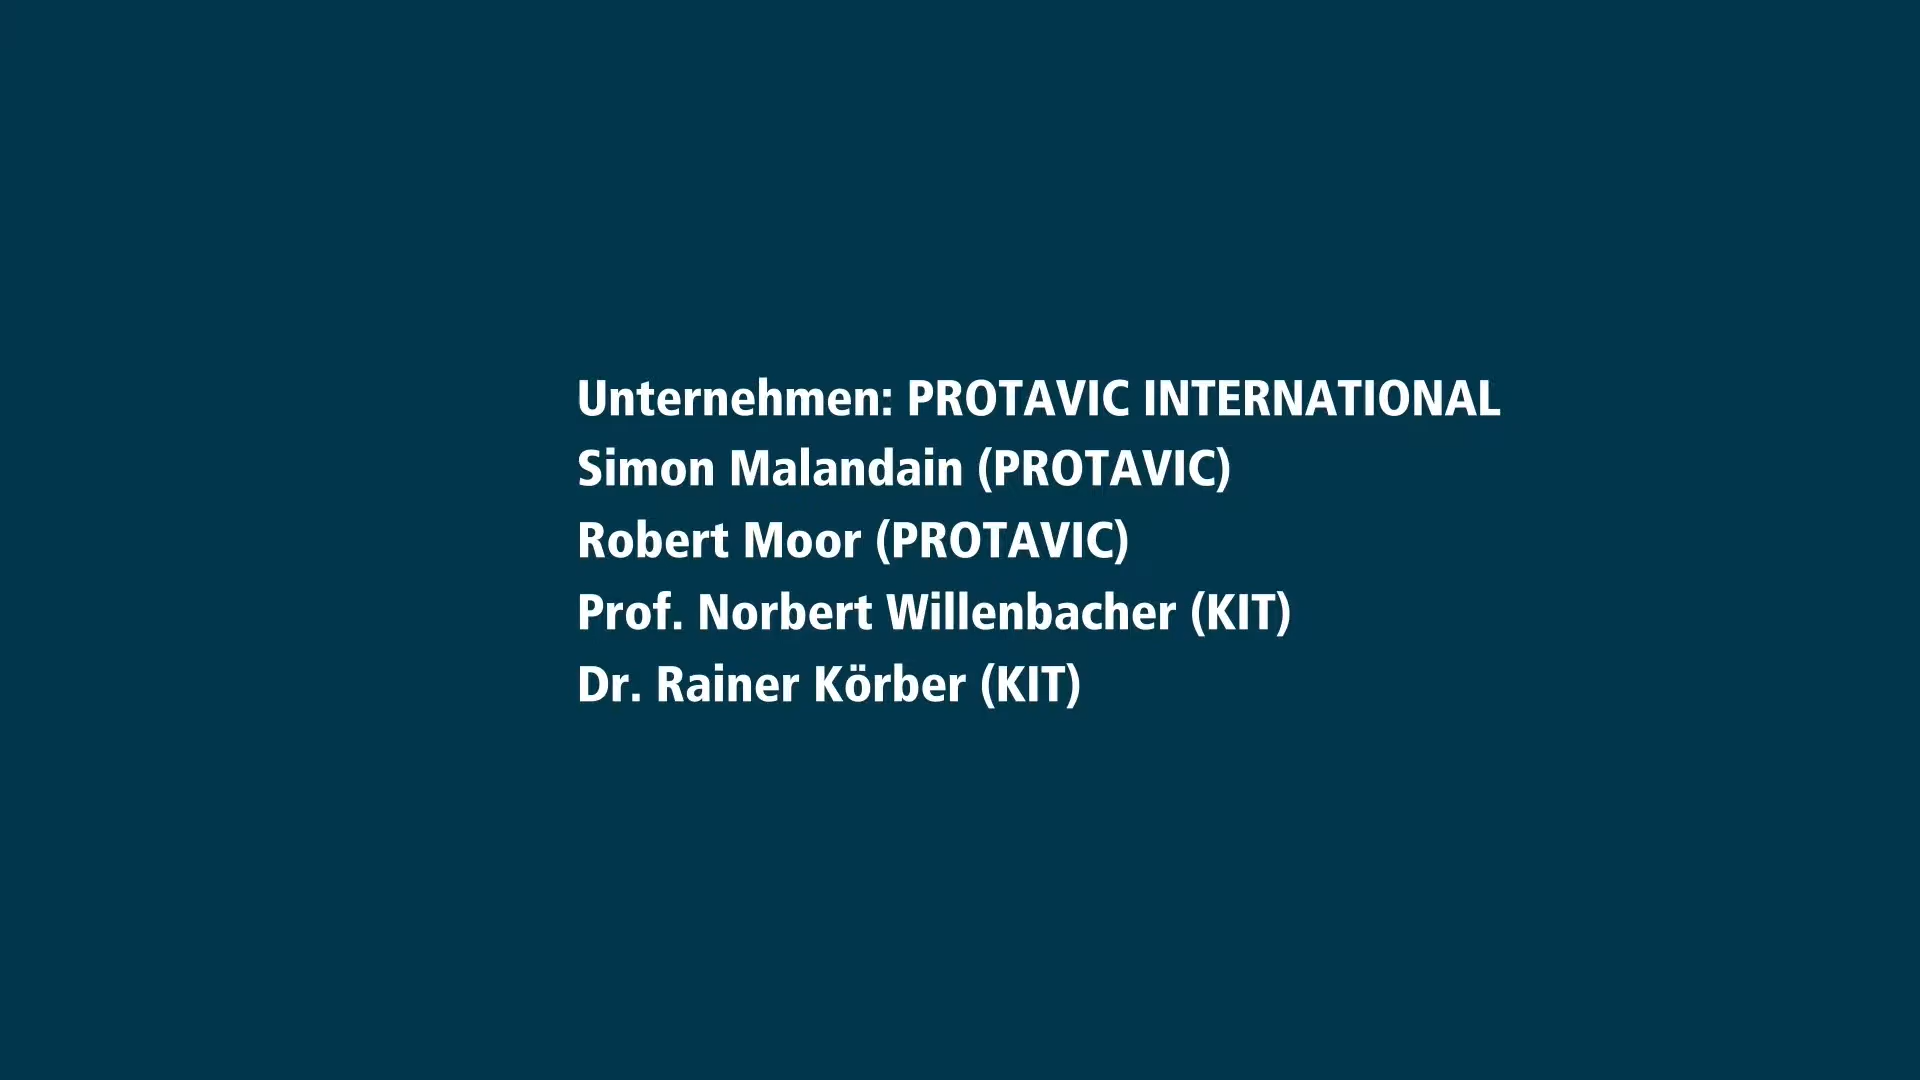 Unternehmen: PROTAVIC INTERNATIONAL
Simon Malandain (PROTAVIC)
Robert Moor (PROTAVIC)
Prof. Norbert Willenbacher (KIT)
Dr. Rainer Körber (KIT)